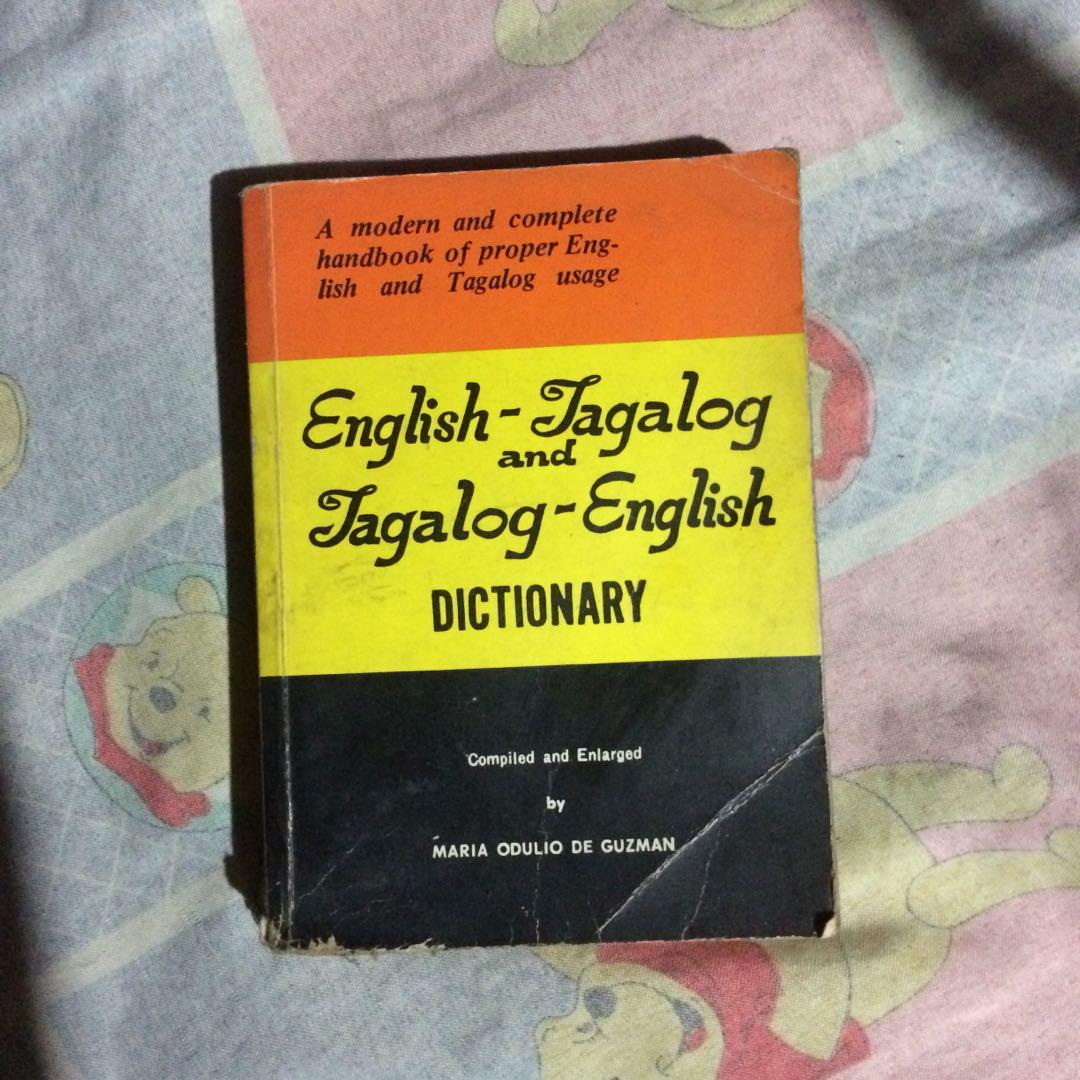 A modern and complete
handbook of proper Eng-
lish and Tagalog usage
English-Tagalog
and
Tagalog-English
DICTIONARY
Compiled and Enlarged
by
MARIA ODULIO DE GUZMAN